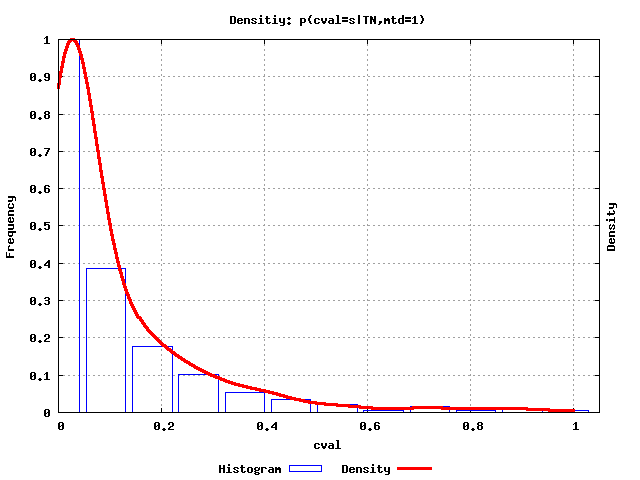 Densitiy: p(cval=s|TN,mtd=1)
1
0.9
0.8
0.7
0.6
0.5
0.4
0.3
0.2
0.1
0
Frequency
Density
0 0.2 0.4 0.6 0.8 1
cval
Histogram Density